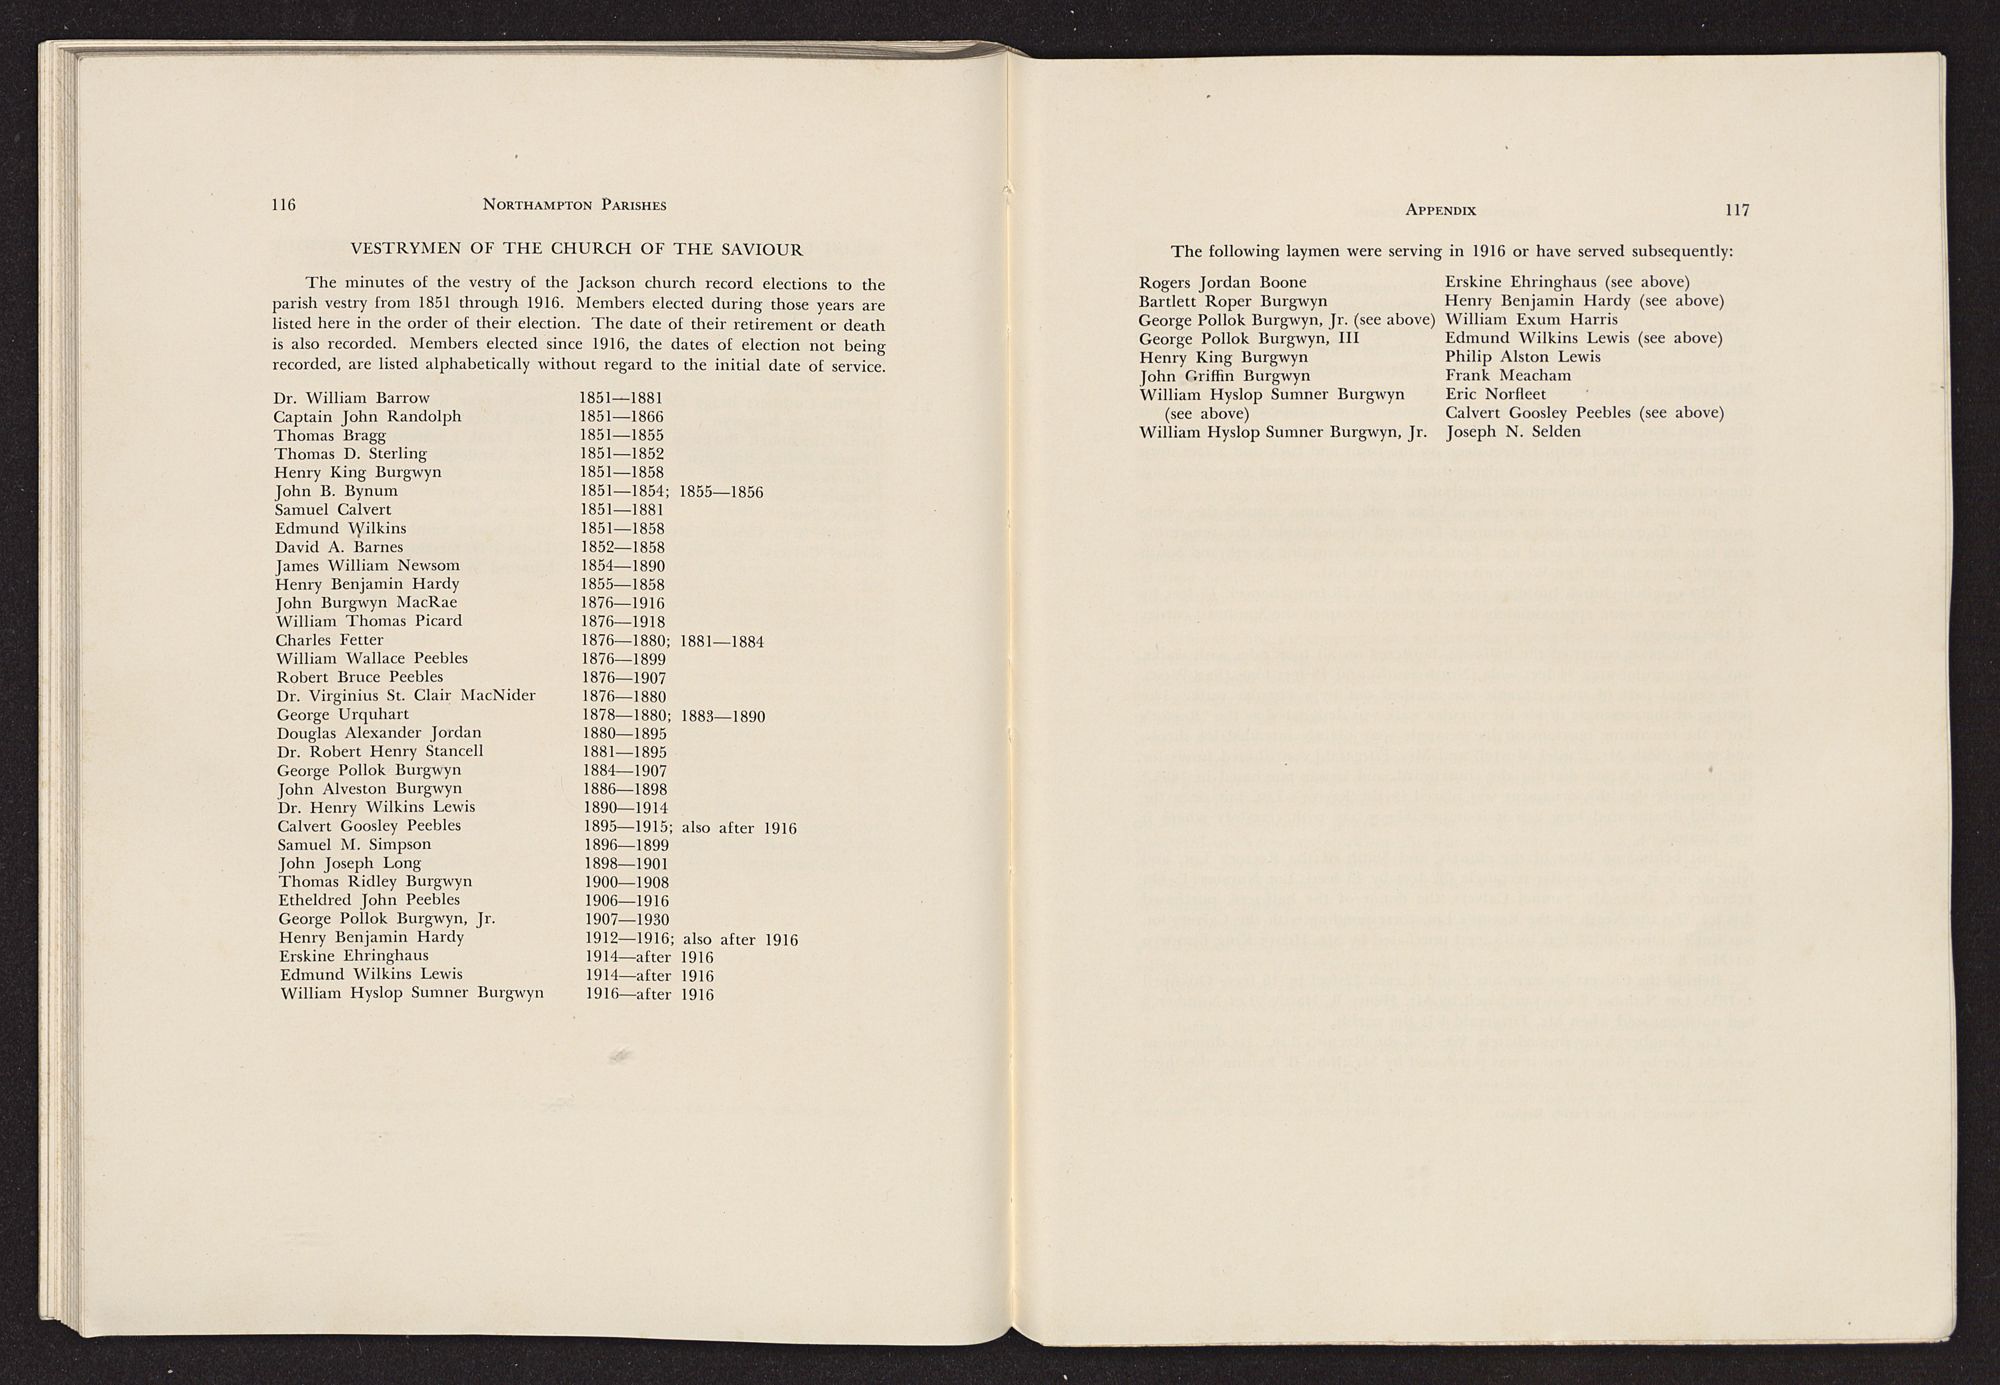 116 NORTHAMPTON PARISHES
VESTRYMEN OF THE CHURCH OF THE SAVIOUR
The minutes of the vestry of the Jackson church record elections to the
parish vestry from 1851 through 1916. Members elected during those years are
listed here in the order of their election. The date of their retirement or death
is also recorded. Members elected since 1916, the dates of election not being
recorded, are listed alphabetically without regard to the initial date of service.
Dr. William Barrow 1851—1881
Captain John Randolph 1851—1866
Thomas Bragg 1851—1855
Thomas D. Sterling 1851—1852
Henry King Burgwyn 1851—1858
John B. Bynum 1851—1854; 1855—1856
Samuel Calvert 1851—1881
Edmund Wilkins 1851—1858
David A. Barnes 1852—1858
James William Newsom 1854—1890
Henry Benjamin Hardy 1855—1858
John Burgwyn MacRae 1876—1916
William Thomas Picard 1876—1918
Charles Fetter 1876—1880; 1881—1884
William Wallace Peebles 1876—1899
Robert Bruce Peebles 1876—1907
Dr. Virginius St. Clair MacNider 1876—1880
George Urquhart 1878—1880; 1883—1890
Douglas Alexander Jordan 1880—1895
Dr. Robert Henry Stancell 1881—1895
George Pollok Burgwyn 1884—1907
John Alveston Burgwyn 1886—1898
Dr. Henry Wilkins Lewis 1890—1914
Calvert Goosley Peebles 1895—1915; also after 1916
Samuel M. Simpson 1896—1899
John Joseph Long 1898—1901
Thomas Ridley Burgwyn 1900—1908
Etheldred John Peebles 1906—1916
George Pollok Burgwyn, Jr. 1907—1930
Henry Benjamin Hardy 1912—1916; also after 1916
Erskine Ehringhaus 1914—after 1916
Edmund Wilkins Lewis 1914—after 1916
William Hyslop Sumner Burgwyn 1916—after 1916
APPENDIX 117
The following laymen were serving in 1916 or have served subsequently:
Rogers Jordan Boone
Bartlett Roper Burgwyn
George Pollok Burgwyn, Jr. (see above)
George Pollok Burgwyn, III
Henry King Burgwyn
John Griffin Burgwyn
William Hyslop Sumner Burgwyn
(see above)
William Hyslop Sumner Burgwyn, Jr.
Erskine Ehringhaus (see above)
Henry Benjamin Hardy (see above)
William Exum Harris
Edmund Wilkins Lewis (see above)
Philip Alston Lewis
Frank Meacham
Eric Norfleet
Calvert Goosley Peebles (see above)
Joseph N. Selden